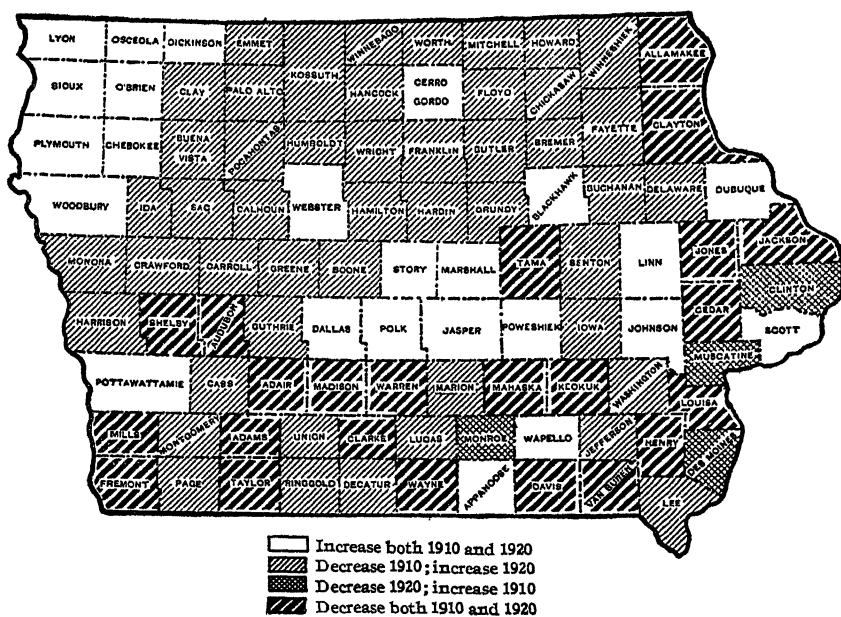 LYON OSCEOLA DICKINSON EMMET WINNEBAGO WORTH MITCHELL HOWARD WINNESHIEK ALLAMAKEE
KOSSUTH
SIOUX O'BRIEN CLAY PALO ALTO HANCOCK CERRO GORDO FLOYD CHICKASAW
PLYMOUTH CHEROKEE BUENA VISTA POCAHONTAS HUMBOLDT WRIGHT FRANKLIN BUTLER BREMER FAYETTE CLAYTON
WOODBURY IDA SAC CALHOUN WEBSTER HAMILTON HARDIN GRUNDY BLACKHAWK BUCHANAN DELAWARE DUBUQUE
MONONA CRAWFORD CARROLL GREENE BOONE STORY MARSHALL TAMA BENTON LINN JONES JACKSON
CLINTON
HARRISON SHELBY AUDUBON GUTHRIE DALLAS POLK JASPER POWESHIEK IOWA JOHNSON CEDAR SCOTT
MUSCATINE
POTTAWATTAMIE CASS ADAIR MADISON WARREN MARION MAHASKA KEOKUK WASHINGTON LOUISA
MILLS MONTGOMERY ADAMS UNION CLARKE LUCAS MONROE WAPELLO JEFFERSON HENRY DES MOINES
FREMONT PAGE TAYLOR RINGGOLD DECATUR WAYNE APPANOOSE DAVIS VAN BUREN LEE
Increase both 1910 and 1920
Decrease 1910; increase 1920
Decrease 1920; increase 1910
Decrease both 1910 and 1920